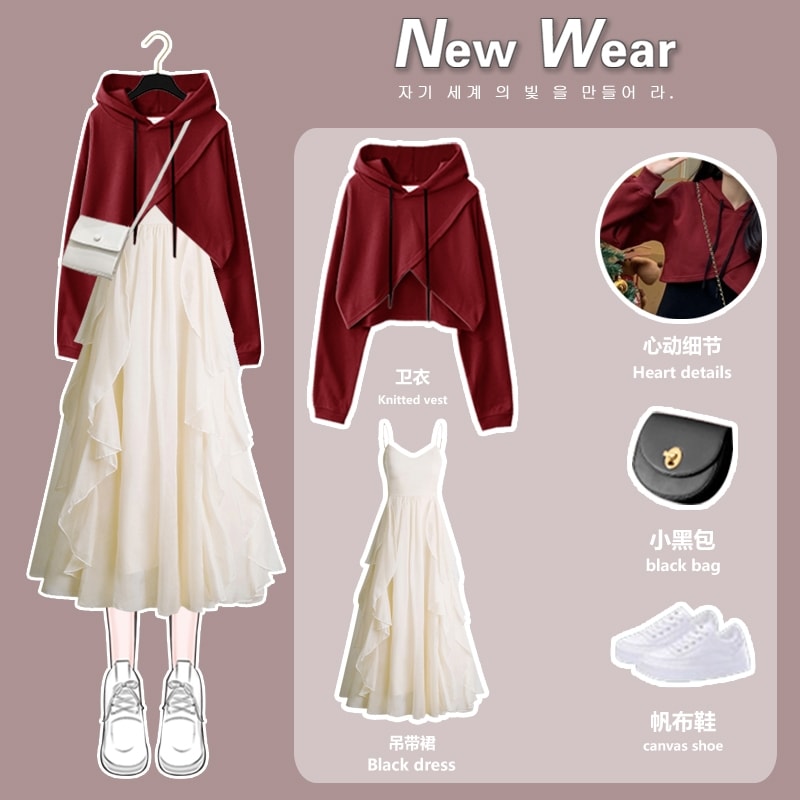 New Wear
자기 세계 의 빛 을 만들어 라.
卫衣
Knitted vest
心动细节
Heart details
小黑包
black bag
吊带裙
Black dress
帆布鞋
canvas shoe